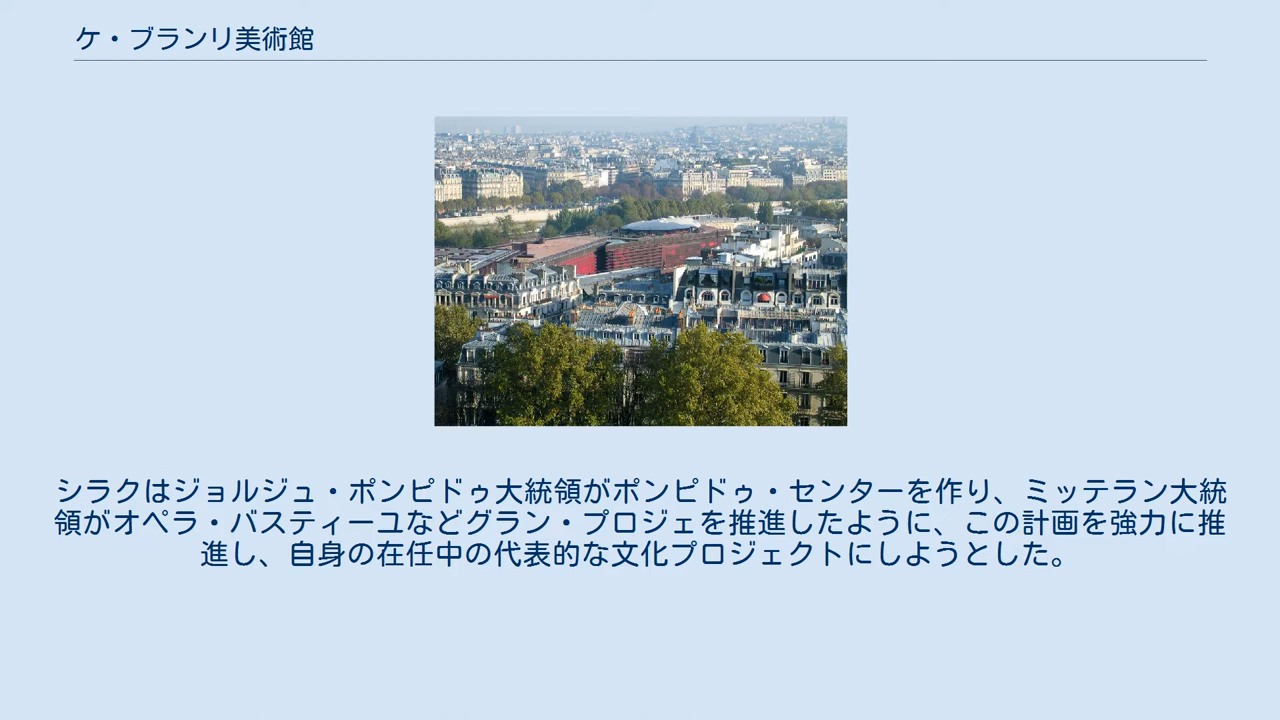 ケ・ブランリ美術館
シラクはジョルジュ・ポンピドゥ大統領がポンピドゥ・センターを作り、ミッテラン大統
領がオペラ・バスティーユなどグラン・プロジェを推進したように、この計画を強力に推
進し、自身の在任中の代表的な文化プロジェクトにしようとした。